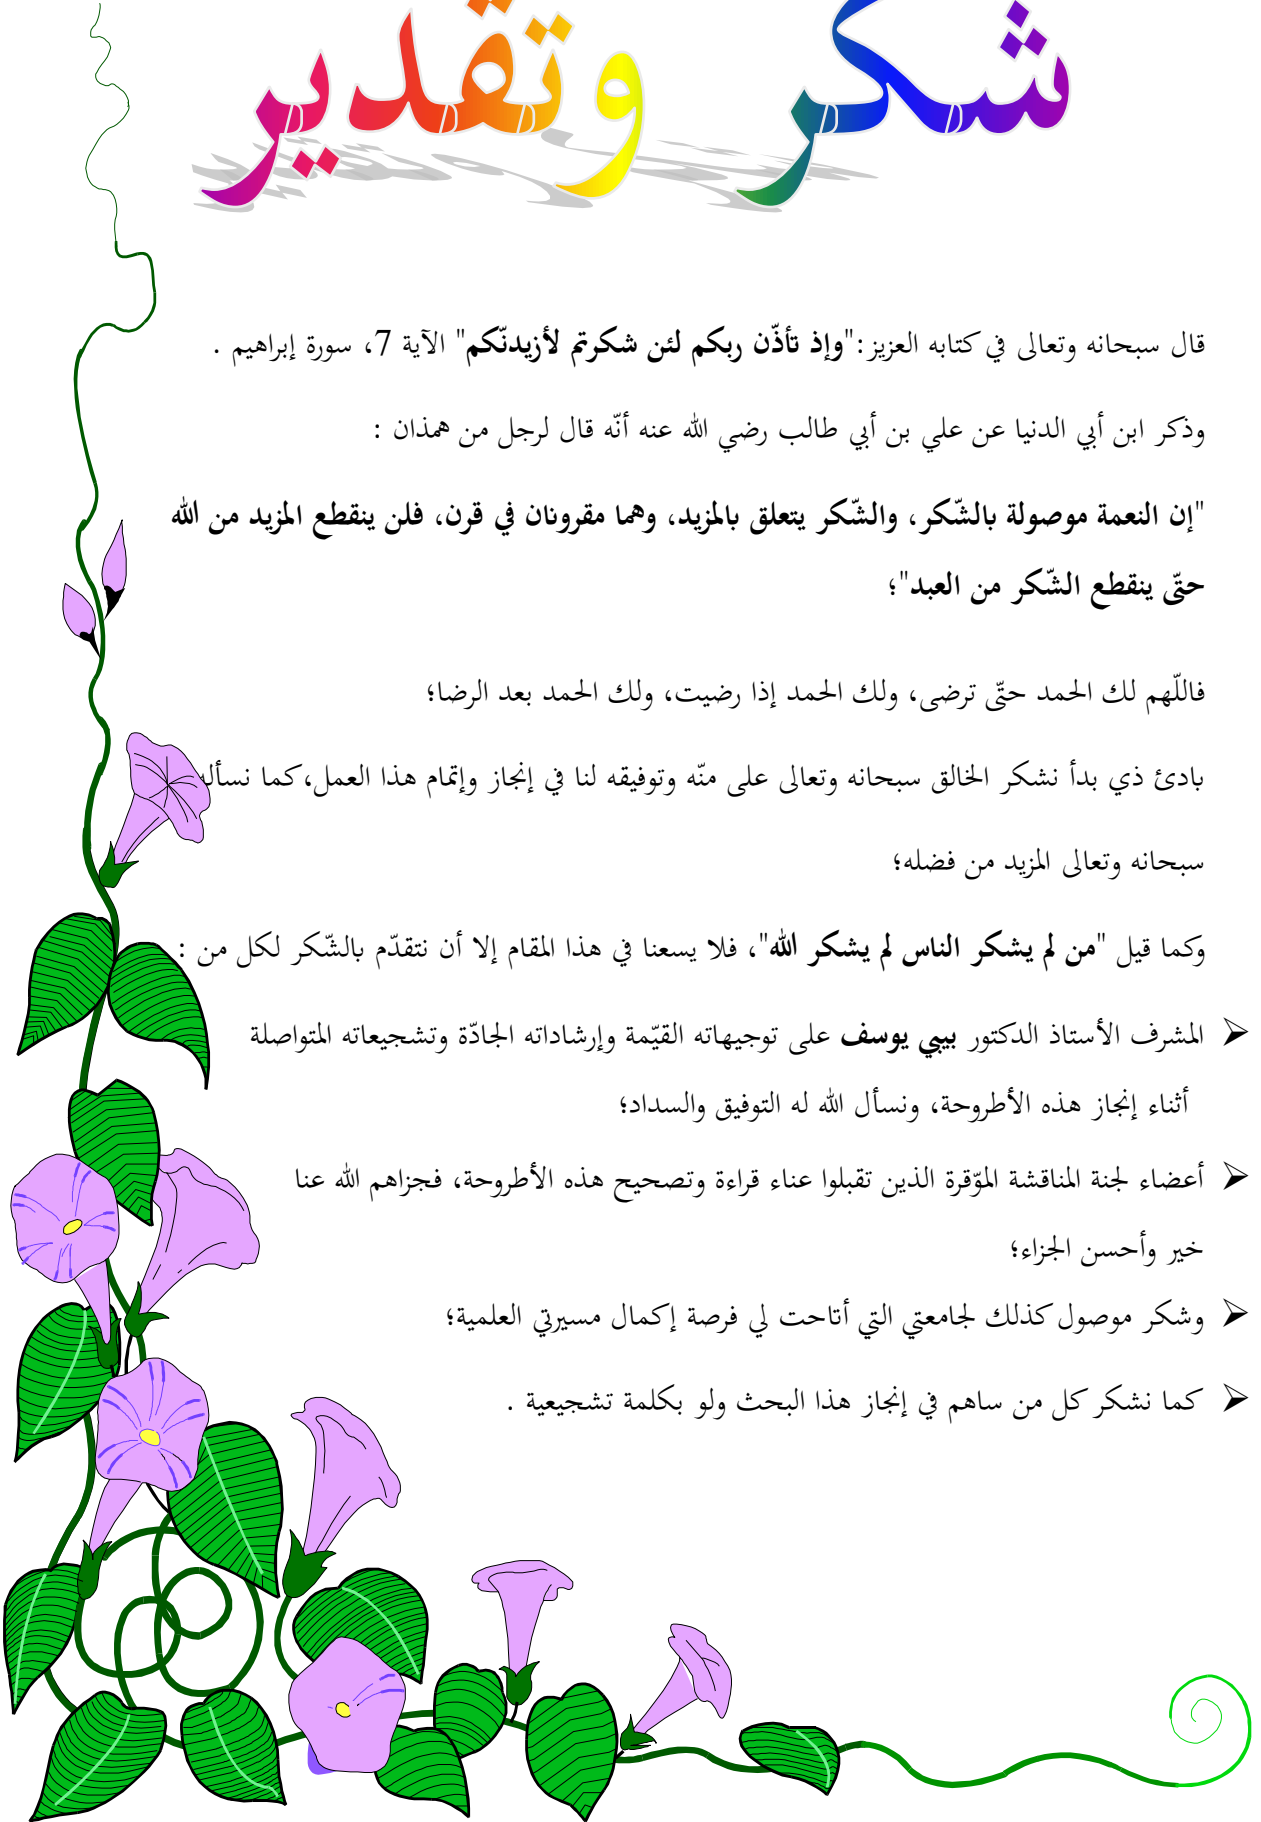 شكر وتقدير
قال سبحانه وتعالى في كتابه العزيز:"وإذ تأذّن ربكم لئن شكرتم لأزيدنّكم" الآية 7، سورة إبراهيم .
وذكر ابن أبي الدنيا عن علي بن أبي طالب رضي الله عنه أنّه قال لرجل من همذان :
"إن النعمة موصولة بالشّكر، والشّكر يتعلق بالمزيد، وهما مقرونان في قرن، فلن ينقطع المزيد من الله
حتّى ينقطع الشّكر من العبد"؛
فاللّهم لك الحمد حتّى ترضى، ولك الحمد إذا رضيت، ولك الحمد بعد الرضا؛
بادئ ذي بدأ نشكر الخالق سبحانه وتعالى على منّه وتوفيقه لنا في إنجاز وإتمام هذا العمل،كما نسأله
سبحانه وتعالى المزيد من فضله؛
وكما قيل "من لم يشكر الناس لم يشكر الله"، فلا يسعنا في هذا المقام إلا أن نتقدّم بالشّكر لكل من :
➢ المشرف الأستاذ الدكتور بيبي يوسف على توجيهاته القيّمة وإرشاداته الجادّة وتشجيعاته المتواصلة
أثناء إنجاز هذه الأطروحة، ونسأل الله له التوفيق والسداد؛
➢ أعضاء لجنة المناقشة الموّقرة الذين تقبلوا عناء قراءة وتصحيح هذه الأطروحة، فجزاهم الله عنا
خير وأحسن الجزاء؛
➢ وشكر موصول كذلك لجامعتي التي أتاحت لي فرصة إكمال مسيرتي العلمية؛
➢ كما نشكر كل من ساهم في إنجاز هذا البحث ولو بكلمة تشجيعية .